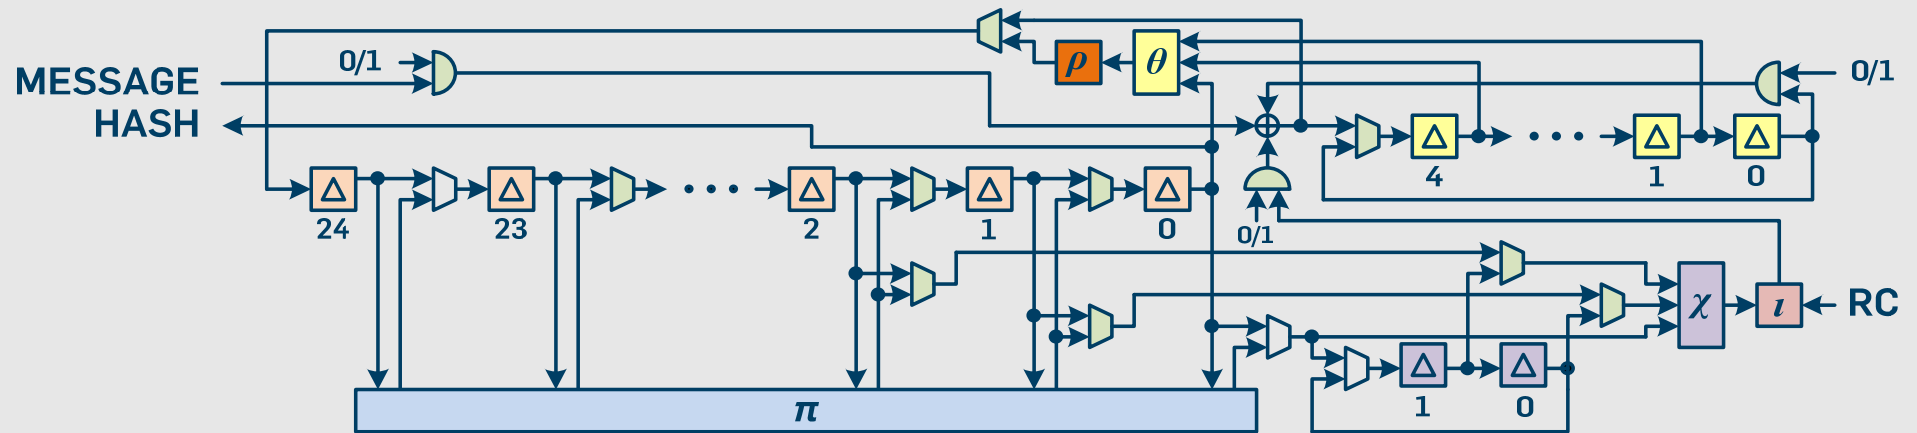 ρ θ
0/1 0/1
MESSAGE
HASH
Δ Δ Δ
4 1 0
Δ Δ Δ Δ Δ
24 23 2 1 0
0/1
χ ι RC
Δ Δ
1 0
π